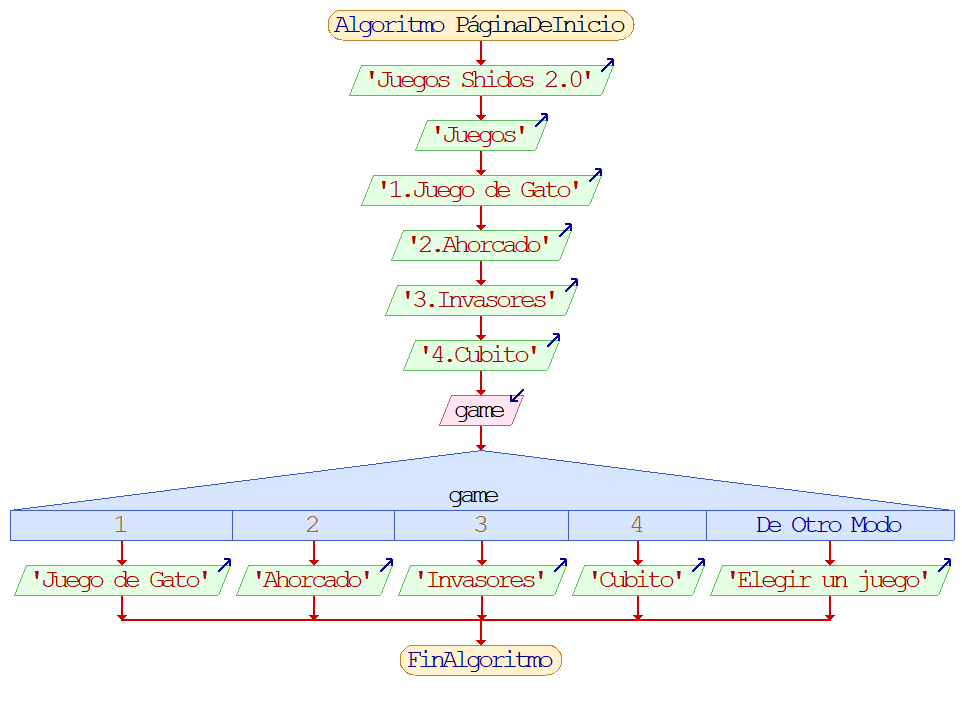 Algoritmo PáginaDeInicio
'Juegos Shidos 2.0'
'Juegos'
'1.Juego de Gato'
'2.Ahorcado'
'3.Invasores'
'4.Cubito'
game
game
1 2 3 4 De Otro Modo
'Juego de Gato' 'Ahorcado' 'Invasores' 'Cubito' 'Elegir un juego'
FinAlgoritmo